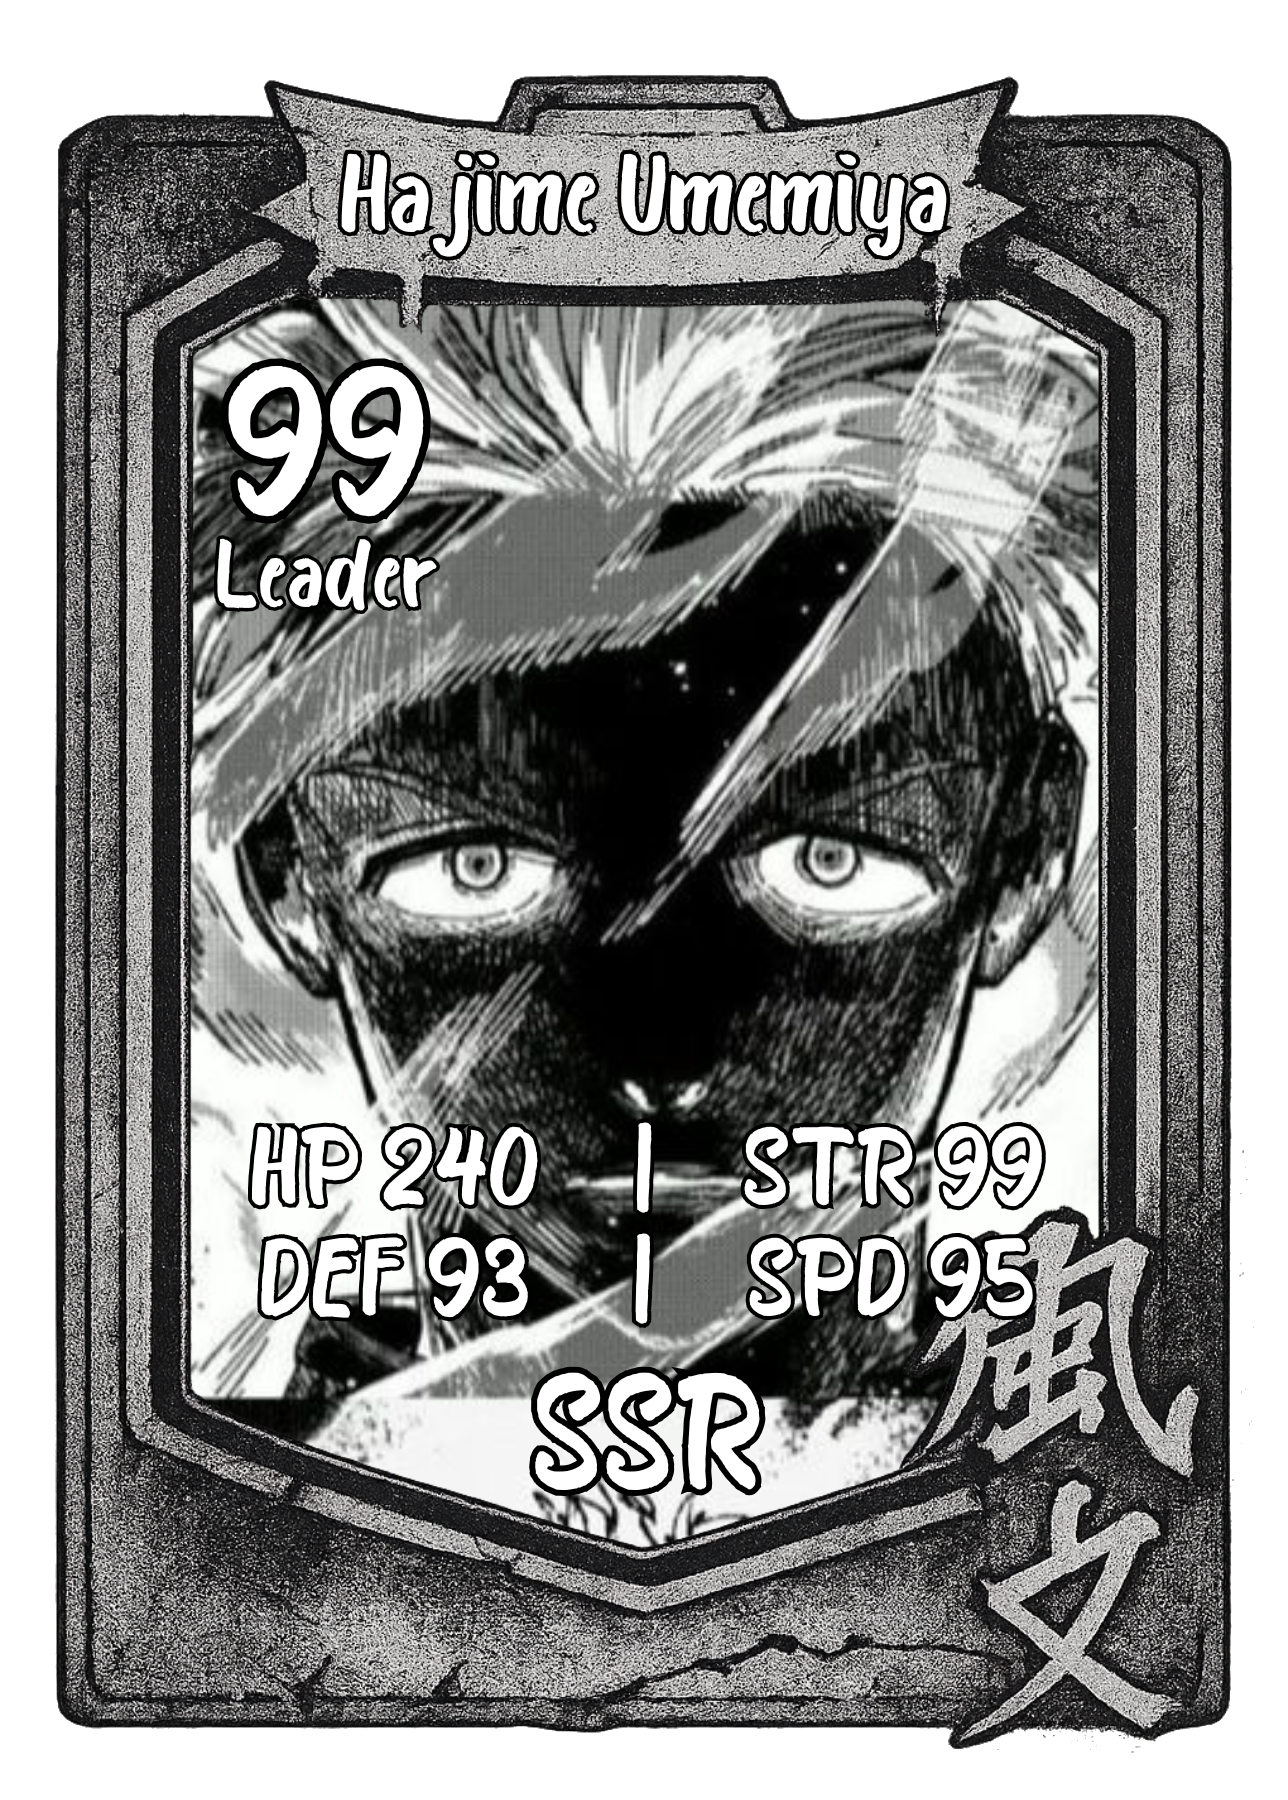 Hajime Umemiya
99
Leader
HP 240 | STR 99
DEF 93 | SPD 95
SSR
風
文